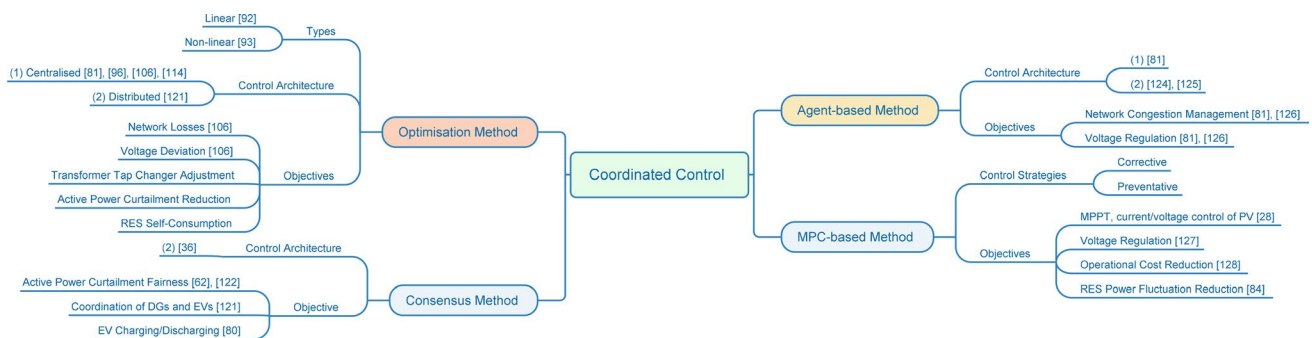 Linear [92]
Non-linear [93]
Types
(1) Centralised [81], [96], [106], [114]
(2) Distributed [121]
Control Architecture
Network Losses [106]
Voltage Deviation [106]
Transformer Tap Changer Adjustment
Active Power Curtailment Reduction
RES Self-Consumption
Objectives
Optimisation Method
(2) [36]
Control Architecture
Active Power Curtailment Fairness [62], [122]
Coordination of DGs and EVs [121]
EV Charging/Discharging [80]
Objective
Consensus Method
Coordinated Control
Agent-based Method
Control Architecture
(1) [81]
(2) [124], [125]
Objectives
Network Congestion Management [81], [126]
Voltage Regulation [81], [126]
MPC-based Method
Control Strategies
Corrective
Preventative
Objectives
MPPT, current/voltage control of PV [28]
Voltage Regulation [127]
Operational Cost Reduction [128]
RES Power Fluctuation Reduction [84]